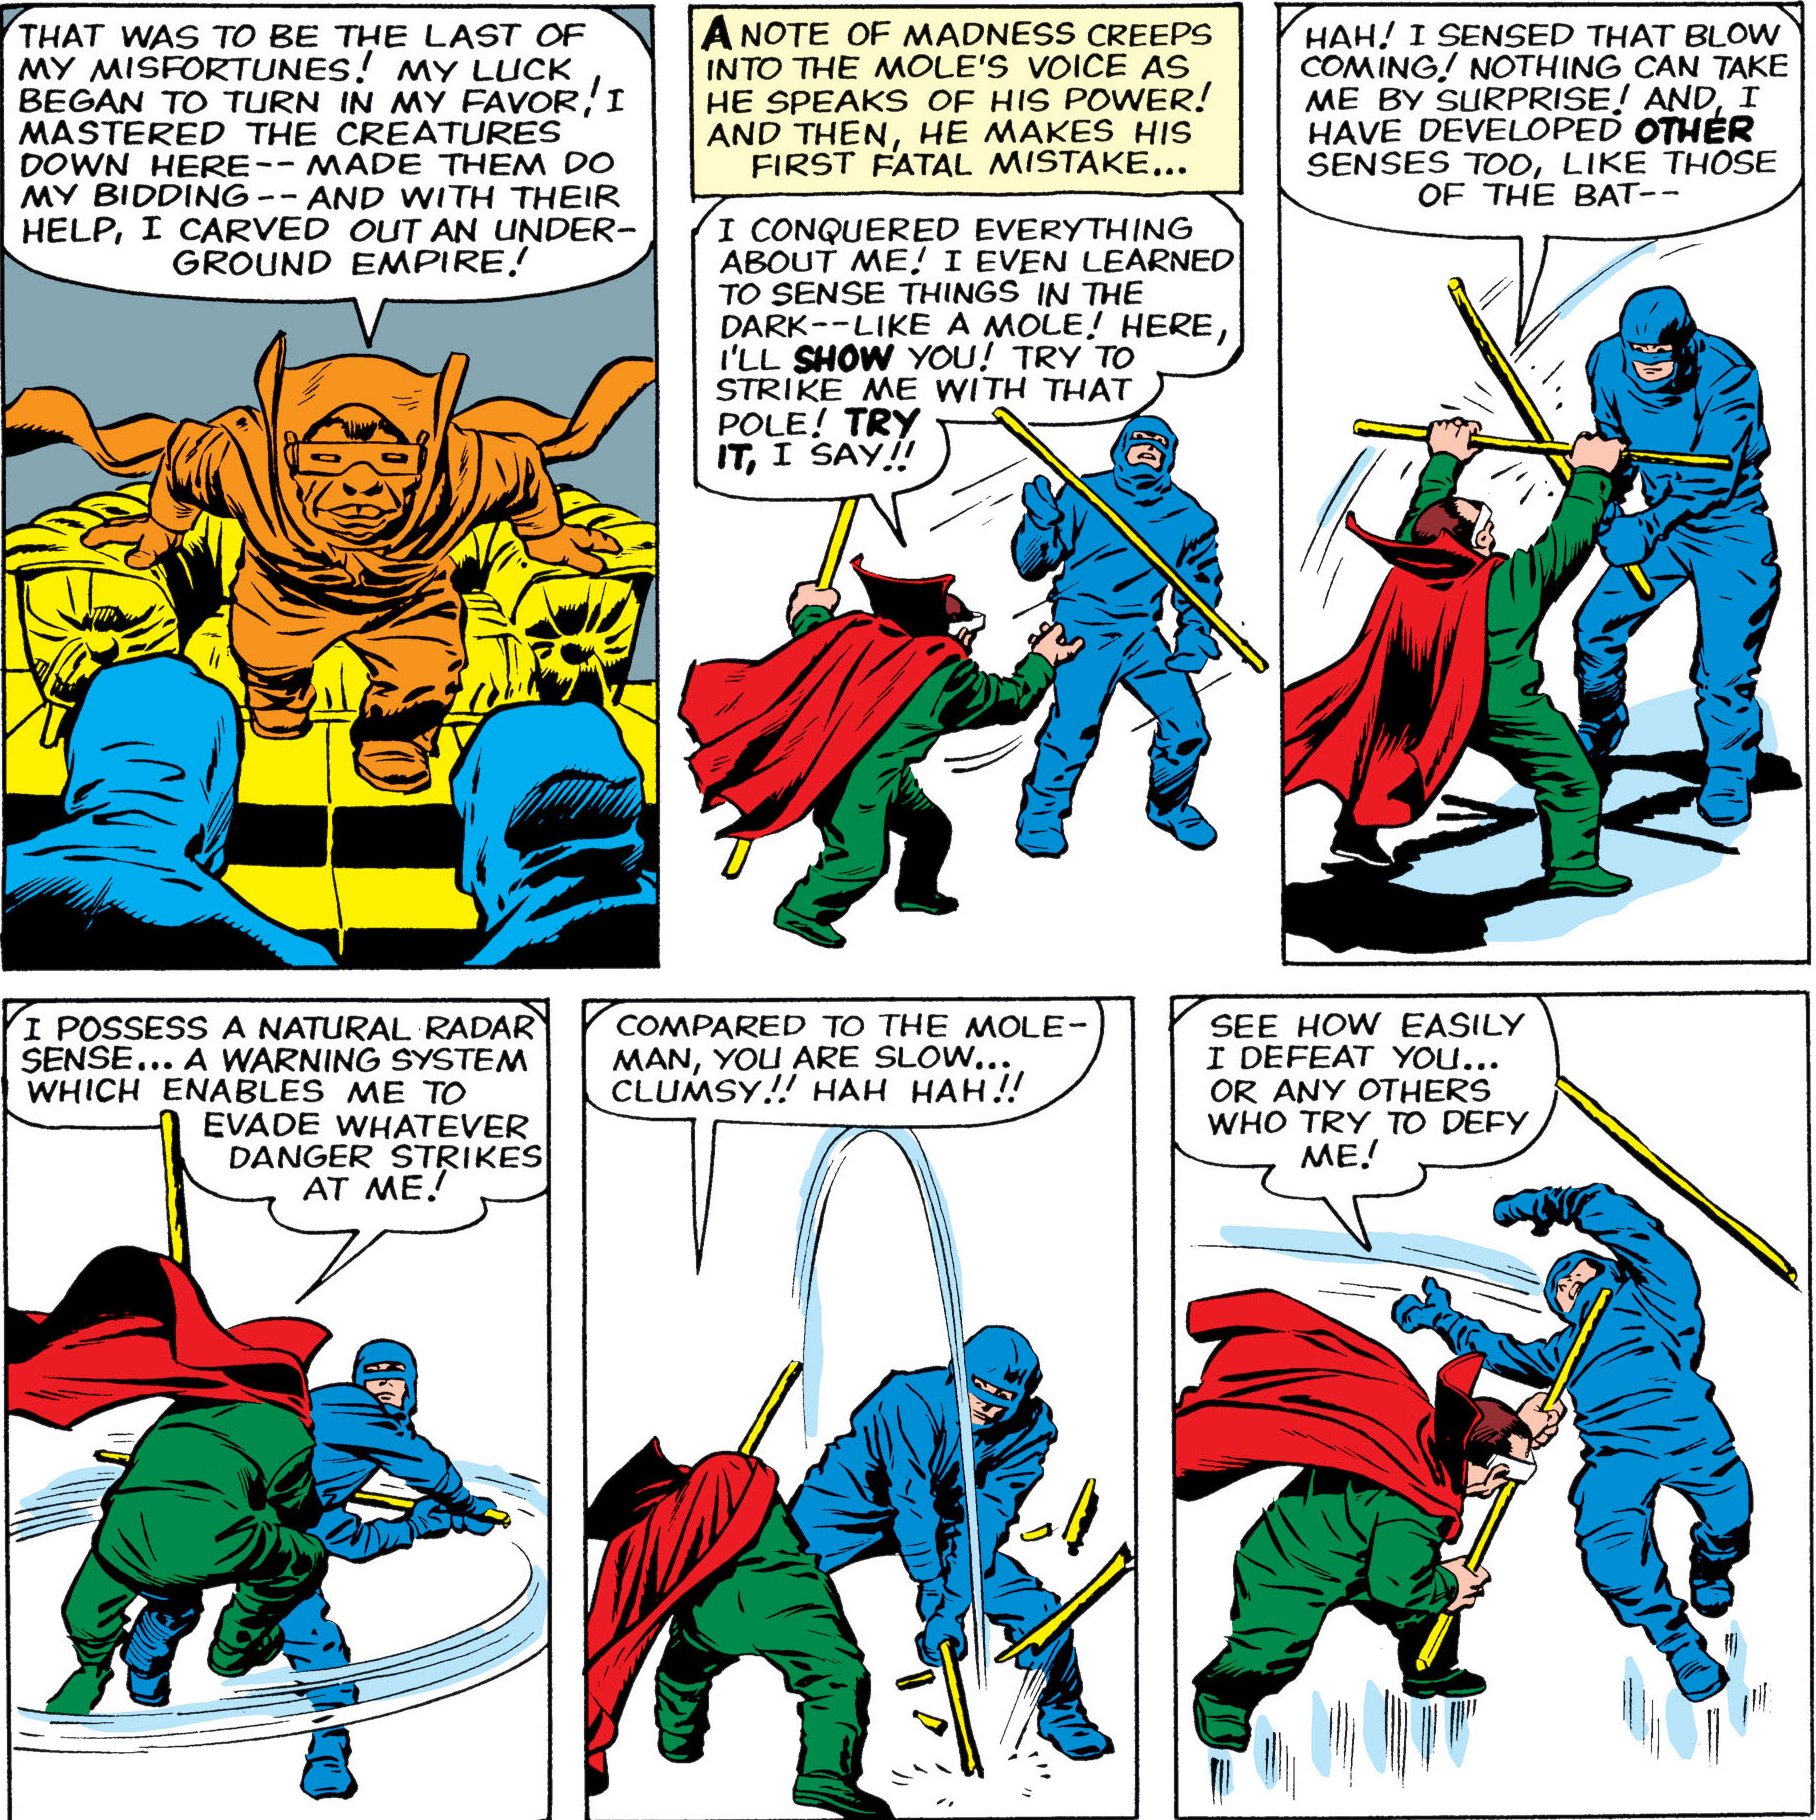 THAT WAS TO BE THE LAST OF
MY MISFORTUNES! MY LUCK
BEGAN TO TURN IN MY FAVOR! I
MASTERED THE CREATURES
DOWN HERE-- MADE THEM DO
MY BIDDING-- AND WITH THEIR
HELP, I CARVED OUT AN UNDER-
GROUND EMPIRE!
A NOTE OF MADNESS CREEPS
INTO THE MOLE'S VOICE AS
HE SPEAKS OF HIS POWER!
AND THEN, HE MAKES HIS
FIRST FATAL MISTAKE...
I CONQUERED EVERYTHING
ABOUT ME! I EVEN LEARNED
TO SENSE THINGS IN THE
DARK--LIKE A MOLE! HERE,
I'LL SHOW YOU! TRY TO
STRIKE ME WITH THAT
POLE! TRY
IT, I SAY!!
HAH! I SENSED THAT BLOW
COMING! NOTHING CAN TAKE
ME BY SURPRISE! AND, I
HAVE DEVELOPED OTHER
SENSES TOO, LIKE THOSE
OF THE BAT--
I POSSESS A NATURAL RADAR
SENSE... A WARNING SYSTEM
WHICH ENABLES ME TO
EVADE WHATEVER
DANGER STRIKES
AT ME!
COMPARED TO THE MOLE-
MAN, YOU ARE SLOW...
CLUMSY!! HAH HAH!!
SEE HOW EASILY
I DEFEAT YOU...
OR ANY OTHERS
WHO TRY TO DEFY
ME!